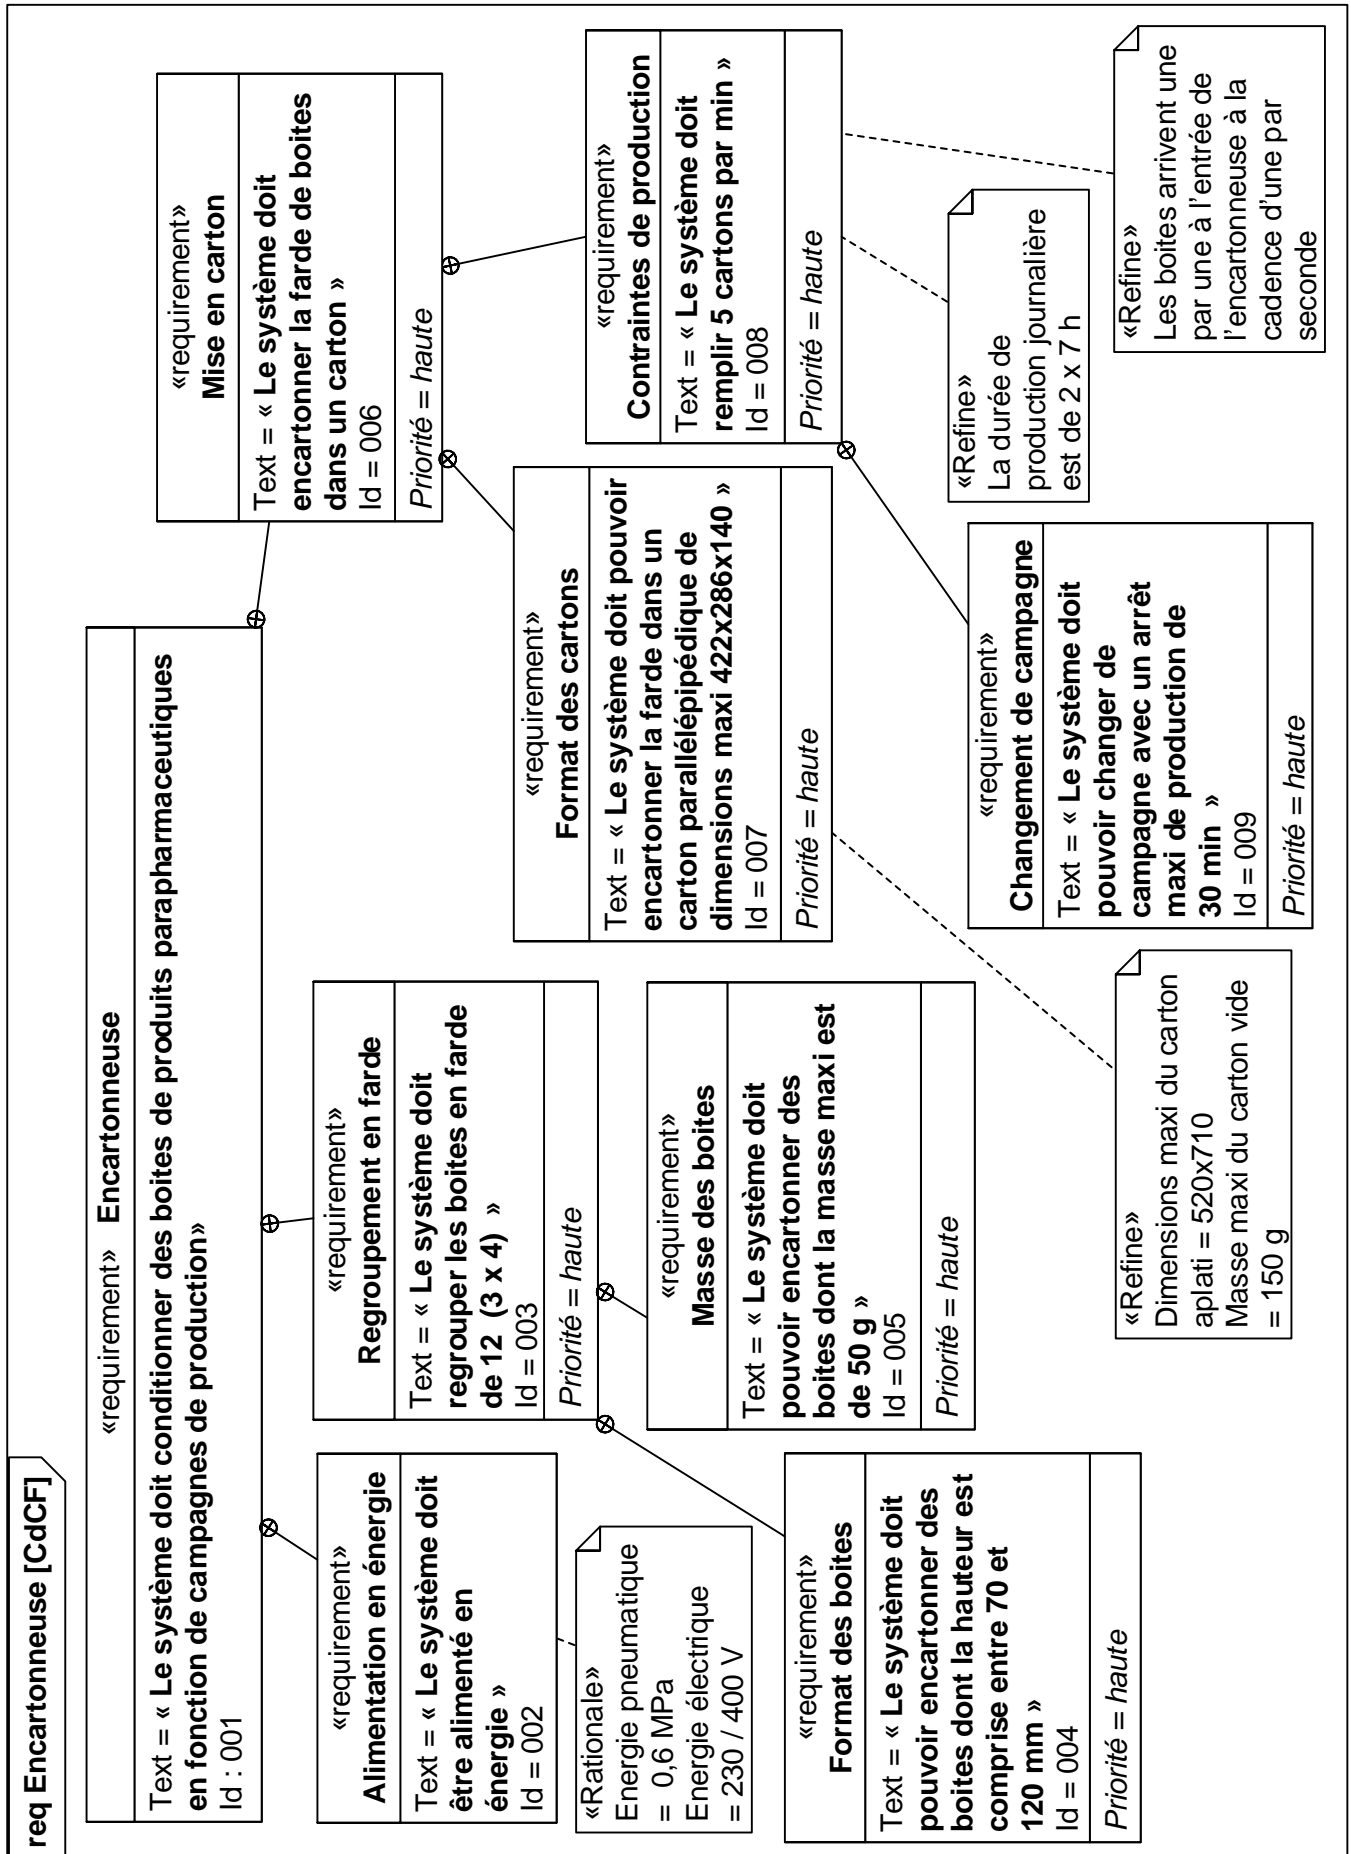 req Encartonneuse [CdCF]
«requirement» Encartonneuse
Text = « Le système doit conditionner des boites de produits parapharmaceutiques
en fonction de campagnes de production»
Id : 001
«requirement»
Alimentation en énergie
Text = « Le système doit
être alimenté en
énergie »
Id = 002
«Rationale»
Energie pneumatique
= 0,6 MPa
Energie électrique
= 230 / 400 V
«requirement»
Regroupement en farde
Text = « Le système doit
regrouper les boites en farde
de 12 (3 x 4) »
Id = 003
Priorité = haute
«requirement»
Format des boites
Text = « Le système doit
pouvoir encartonner des
boites dont la hauteur est
comprise entre 70 et
120 mm »
Id = 004
Priorité = haute
«requirement»
Masse des boites
Text = « Le système doit
pouvoir encartonner des
boites dont la masse maxi est
de 50 g »
Id = 005
Priorité = haute
«requirement»
Mise en carton
Text = « Le système doit
encartonner la farde de boites
dans un carton »
Id = 006
Priorité = haute
«requirement»
Format des cartons
Text = « Le système doit pouvoir
encartonner la farde dans un
carton parallélépipédique de
dimensions maxi 422x286x140 »
Id = 007
Priorité = haute
«Refine»
Dimensions maxi du carton
aplati = 520x710
Masse maxi du carton vide
= 150 g
«requirement»
Contraintes de production
Text = « Le système doit
remplir 5 cartons par min »
Id = 008
Priorité = haute
«requirement»
Changement de campagne
Text = « Le système doit
pouvoir changer de
campagne avec un arrêt
maxi de production de
30 min »
Id = 009
Priorité = haute
«Refine»
La durée de
production journalière
est de 2 x 7 h
«Refine»
Les boites arrivent une
par une à l'entrée de
l'encartonneuse à la
cadence d'une par
seconde